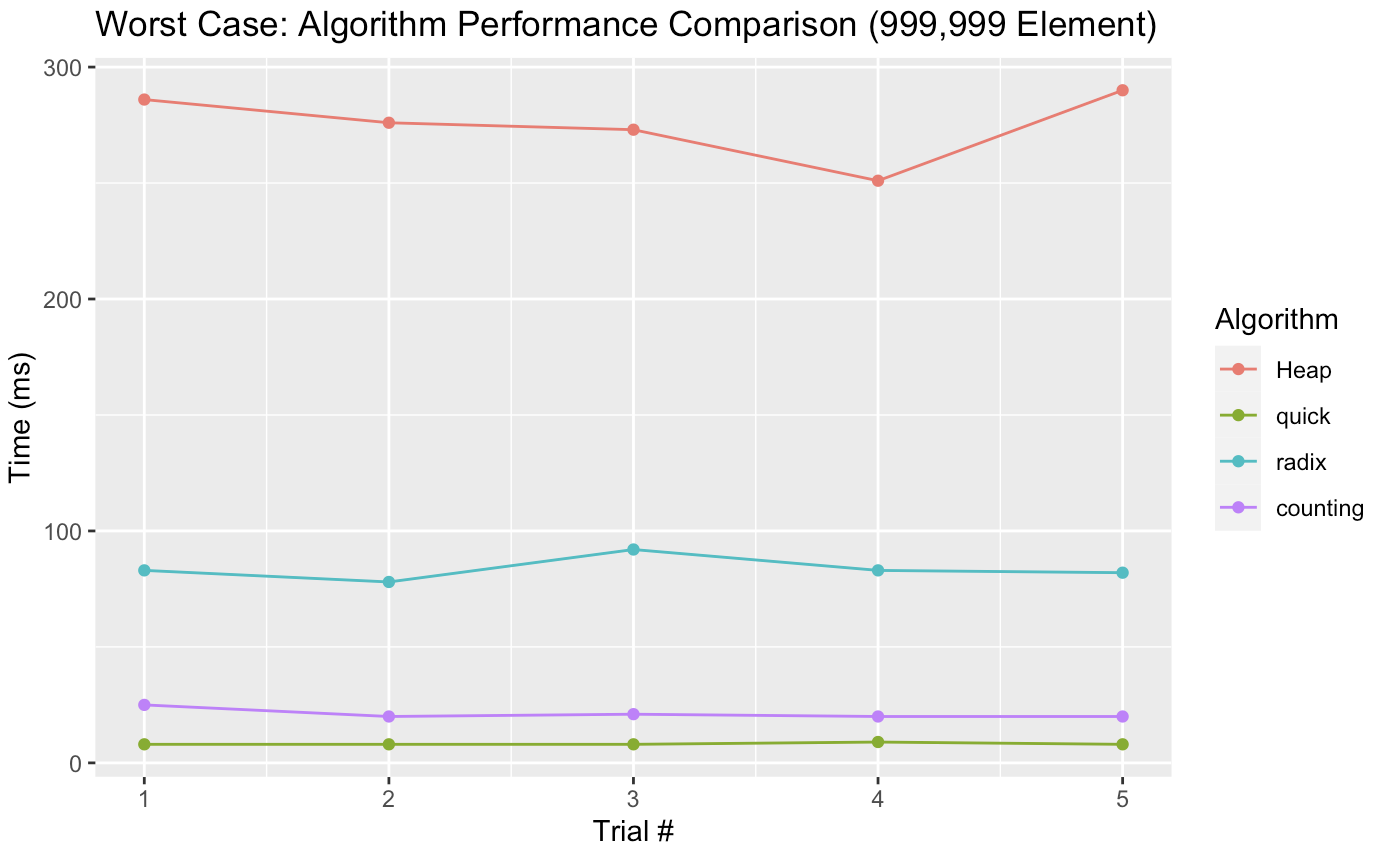 Worst Case: Algorithm Performance Comparison (999,999 Element)
300
200
100
0
Time (ms)
1 2 3 4 5
Trial #
Algorithm
Heap
quick
radix
counting